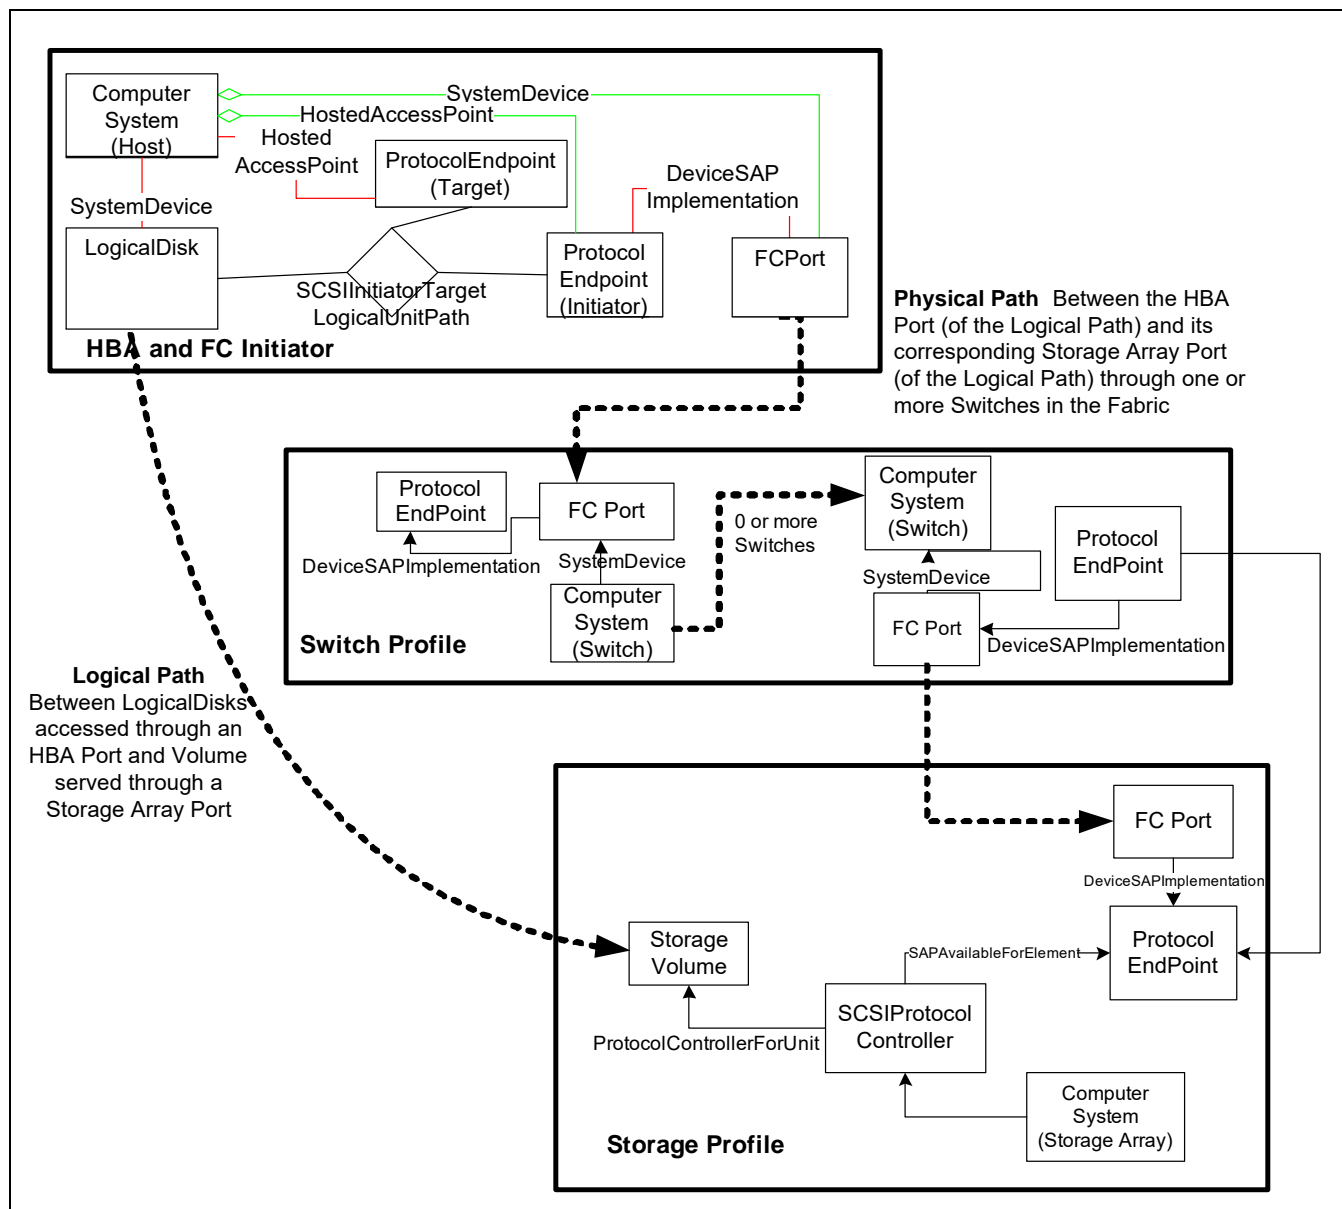 Computer
System
(Host)
SystemDevice
HostedAccessPoint
Hosted
AccessPoint
ProtocolEndpoint
(Target)
DeviceSAP
Implementation
SystemDevice
LogicalDisk
Protocol
Endpoint
(Initiator)
FCPort
SCSIInitiatorTarget
LogicalUnitPath
HBA and FC Initiator
Physical Path Between the HBA
Port (of the Logical Path) and its
corresponding Storage Array Port
(of the Logical Path) through one or
more Switches in the Fabric
Protocol
EndPoint
FC Port
DeviceSAPImplementation
SystemDevice
Computer
System
(Switch)
0 or more
Switches
Computer
System
(Switch)
SystemDevice
FC Port
Protocol
EndPoint
DeviceSAPImplementation
Switch Profile
Logical Path
Between LogicalDisks
accessed through an
HBA Port and Volume
served through a
Storage Array Port
FC Port
DeviceSAPImplementation
Protocol
EndPoint
SAPAvailableForElement
Storage
Volume
SCSIProtocol
Controller
ProtocolControllerForUnit
Computer
System
(Storage Array)
Storage Profile